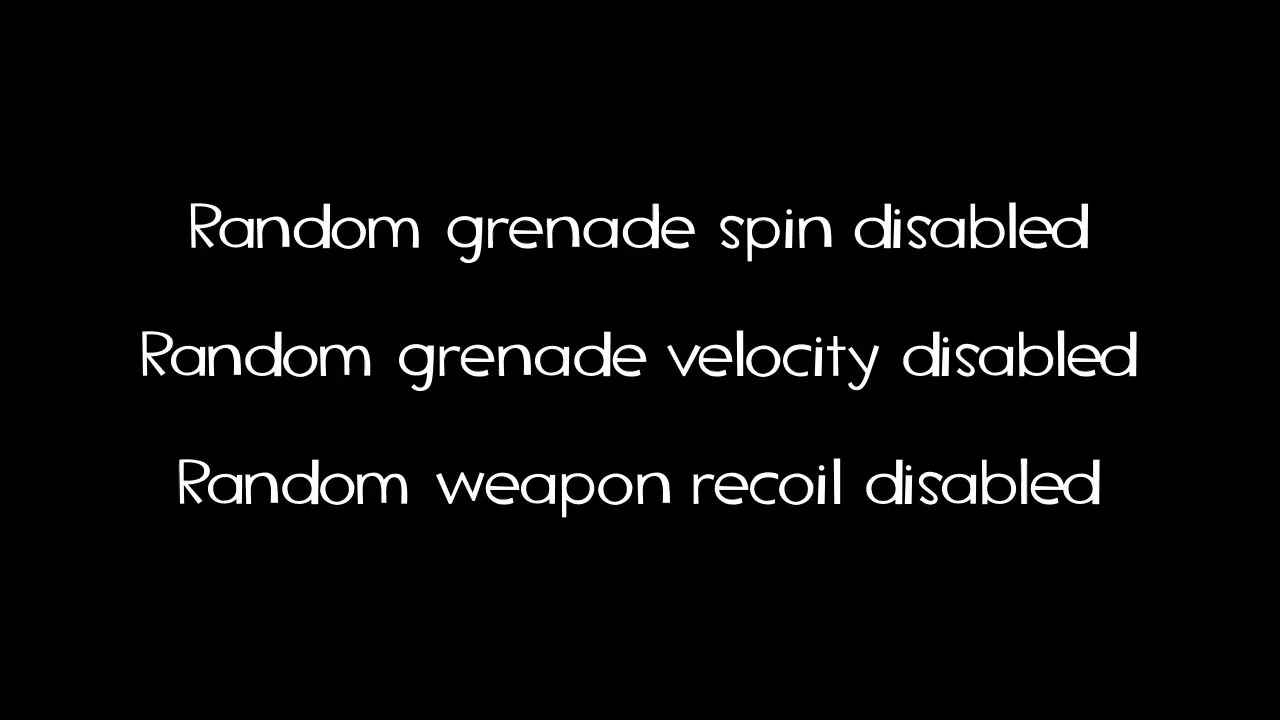 Random grenade spin disabled
Random grenade velocity disabled
Random weapon recoil disabled